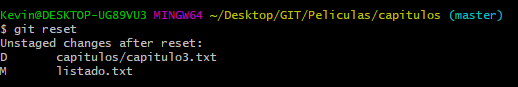 Kevin@DESKTOP-UG89VU3 MINGW64 ~/Desktop/GIT/Peliculas/capitulos (master)
$ git reset
Unstaged changes after reset:
D       capitulos/capitulo3.txt
M       listado.txt